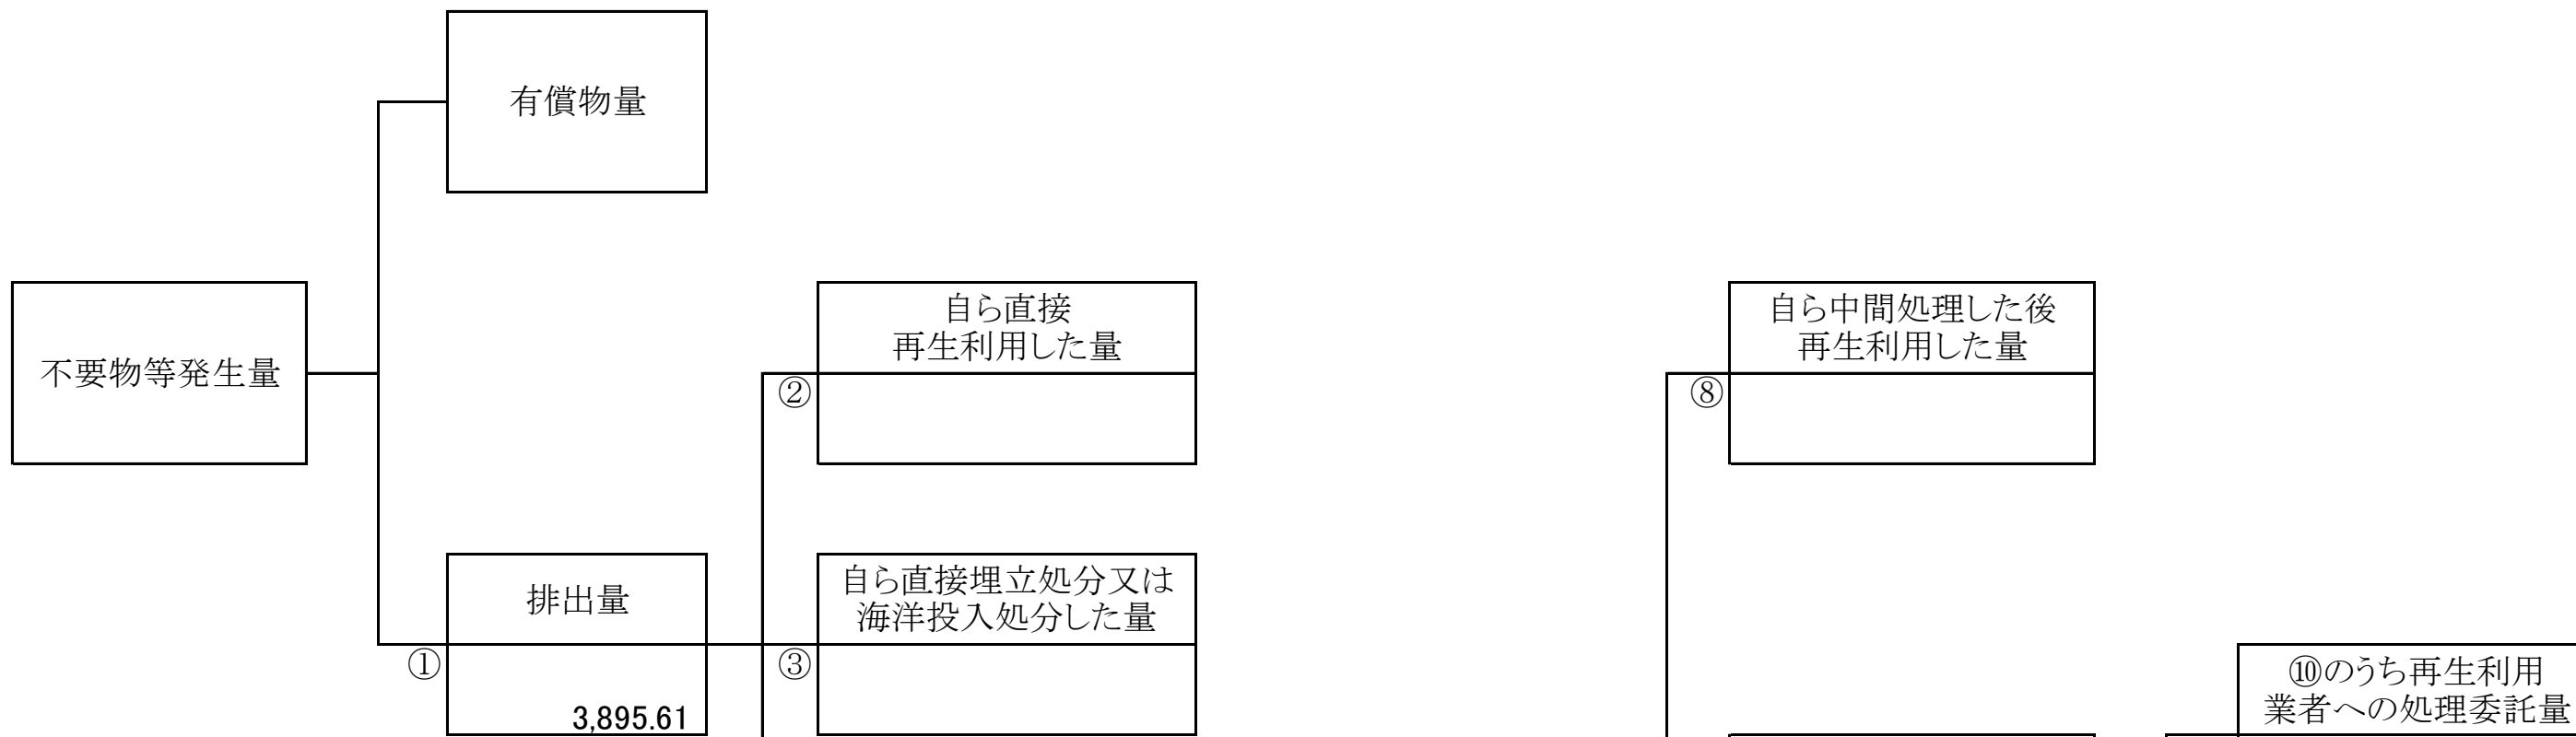 有償物量
不要物等発生量
自ら直接
再生利用した量
②
自ら中間処理した後
再生利用した量
⑧
排出量
①
3,895.61
自ら直接埋立処分又は
海洋投入処分した量
③
⑩のうち再生利用
業者への処理委託量